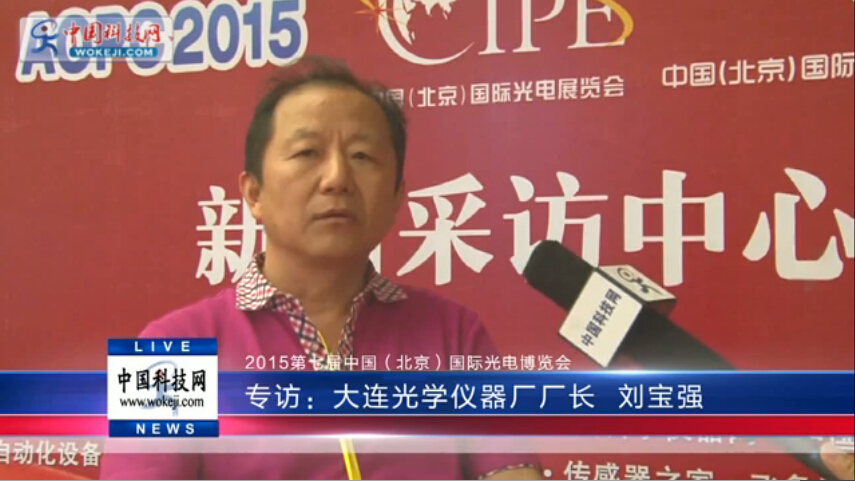 中国科技网
WOKEJI.COM
2015
CIPE
中国(北京)国际光电展览会
中国(北京)国际
新闻采访中心
中国科技网
LIVE
2015第七届中国(北京)国际光电博览会
中国科技网
www.wokeji.com
专访:大连光学仪器厂厂长 刘宝强
NEWS
自动化设备
·传感器之家